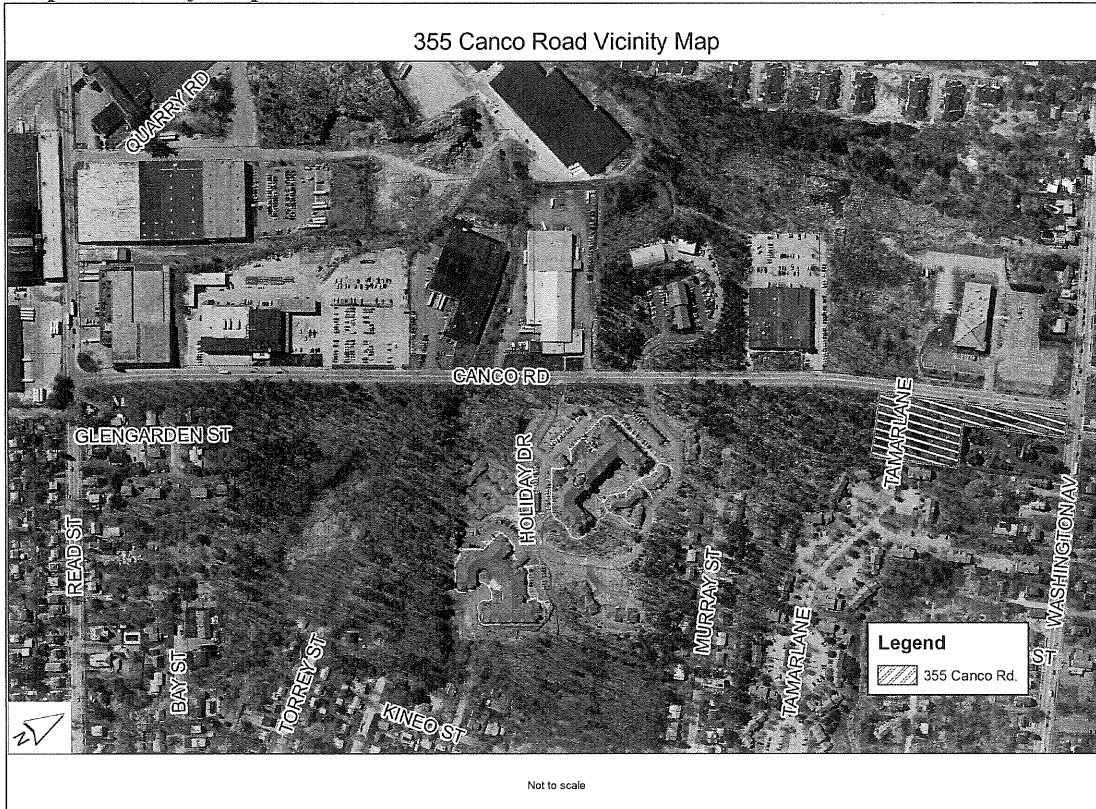 355 Canco Road Vicinity Map
QUARRY RD
CANCO RD
TAMARLANE
GLENGARDEN ST
HOLIDAY DR
READ ST
WASHINGTON AV
MURRAY ST
TAMARLANE
Legend
355 Canco Rd.
ST
BAY ST
TORREY ST
KINEO ST
N
Not to scale